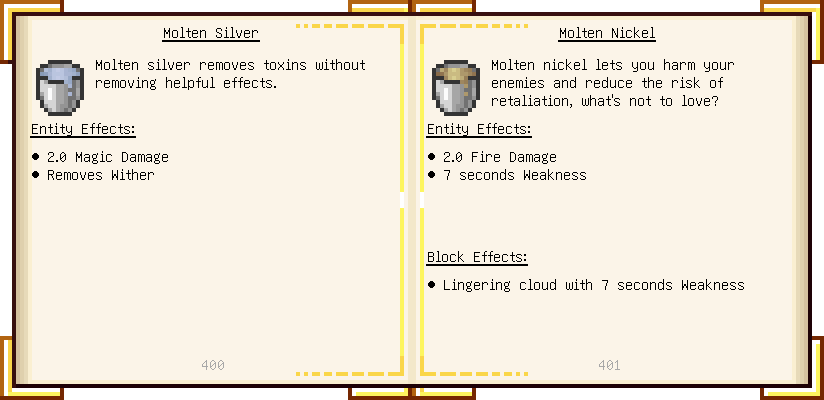 Molten Silver
Molten silver removes toxins without
removing helpful effects.
Entity Effects:
● 2.0 Magic Damage
● Removes Wither
400
Molten Nickel
Molten nickel lets you harm your
enemies and reduce the risk of
retaliation, what's not to love?
Entity Effects:
● 2.0 Fire Damage
● 7 seconds Weakness
Block Effects:
● Lingering cloud with 7 seconds Weakness
401